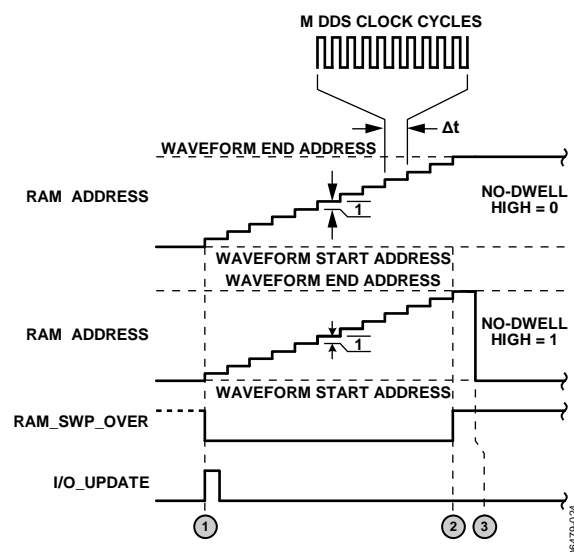 M DDS CLOCK CYCLES
Δt
WAVEFORM END ADDRESS
RAM ADDRESS
1
NO-DWELL
HIGH = 0
WAVEFORM START ADDRESS
WAVEFORM END ADDRESS
RAM ADDRESS
1
NO-DWELL
HIGH = 1
WAVEFORM START ADDRESS
RAM_SWP_OVER
I/O_UPDATE
1
2
3